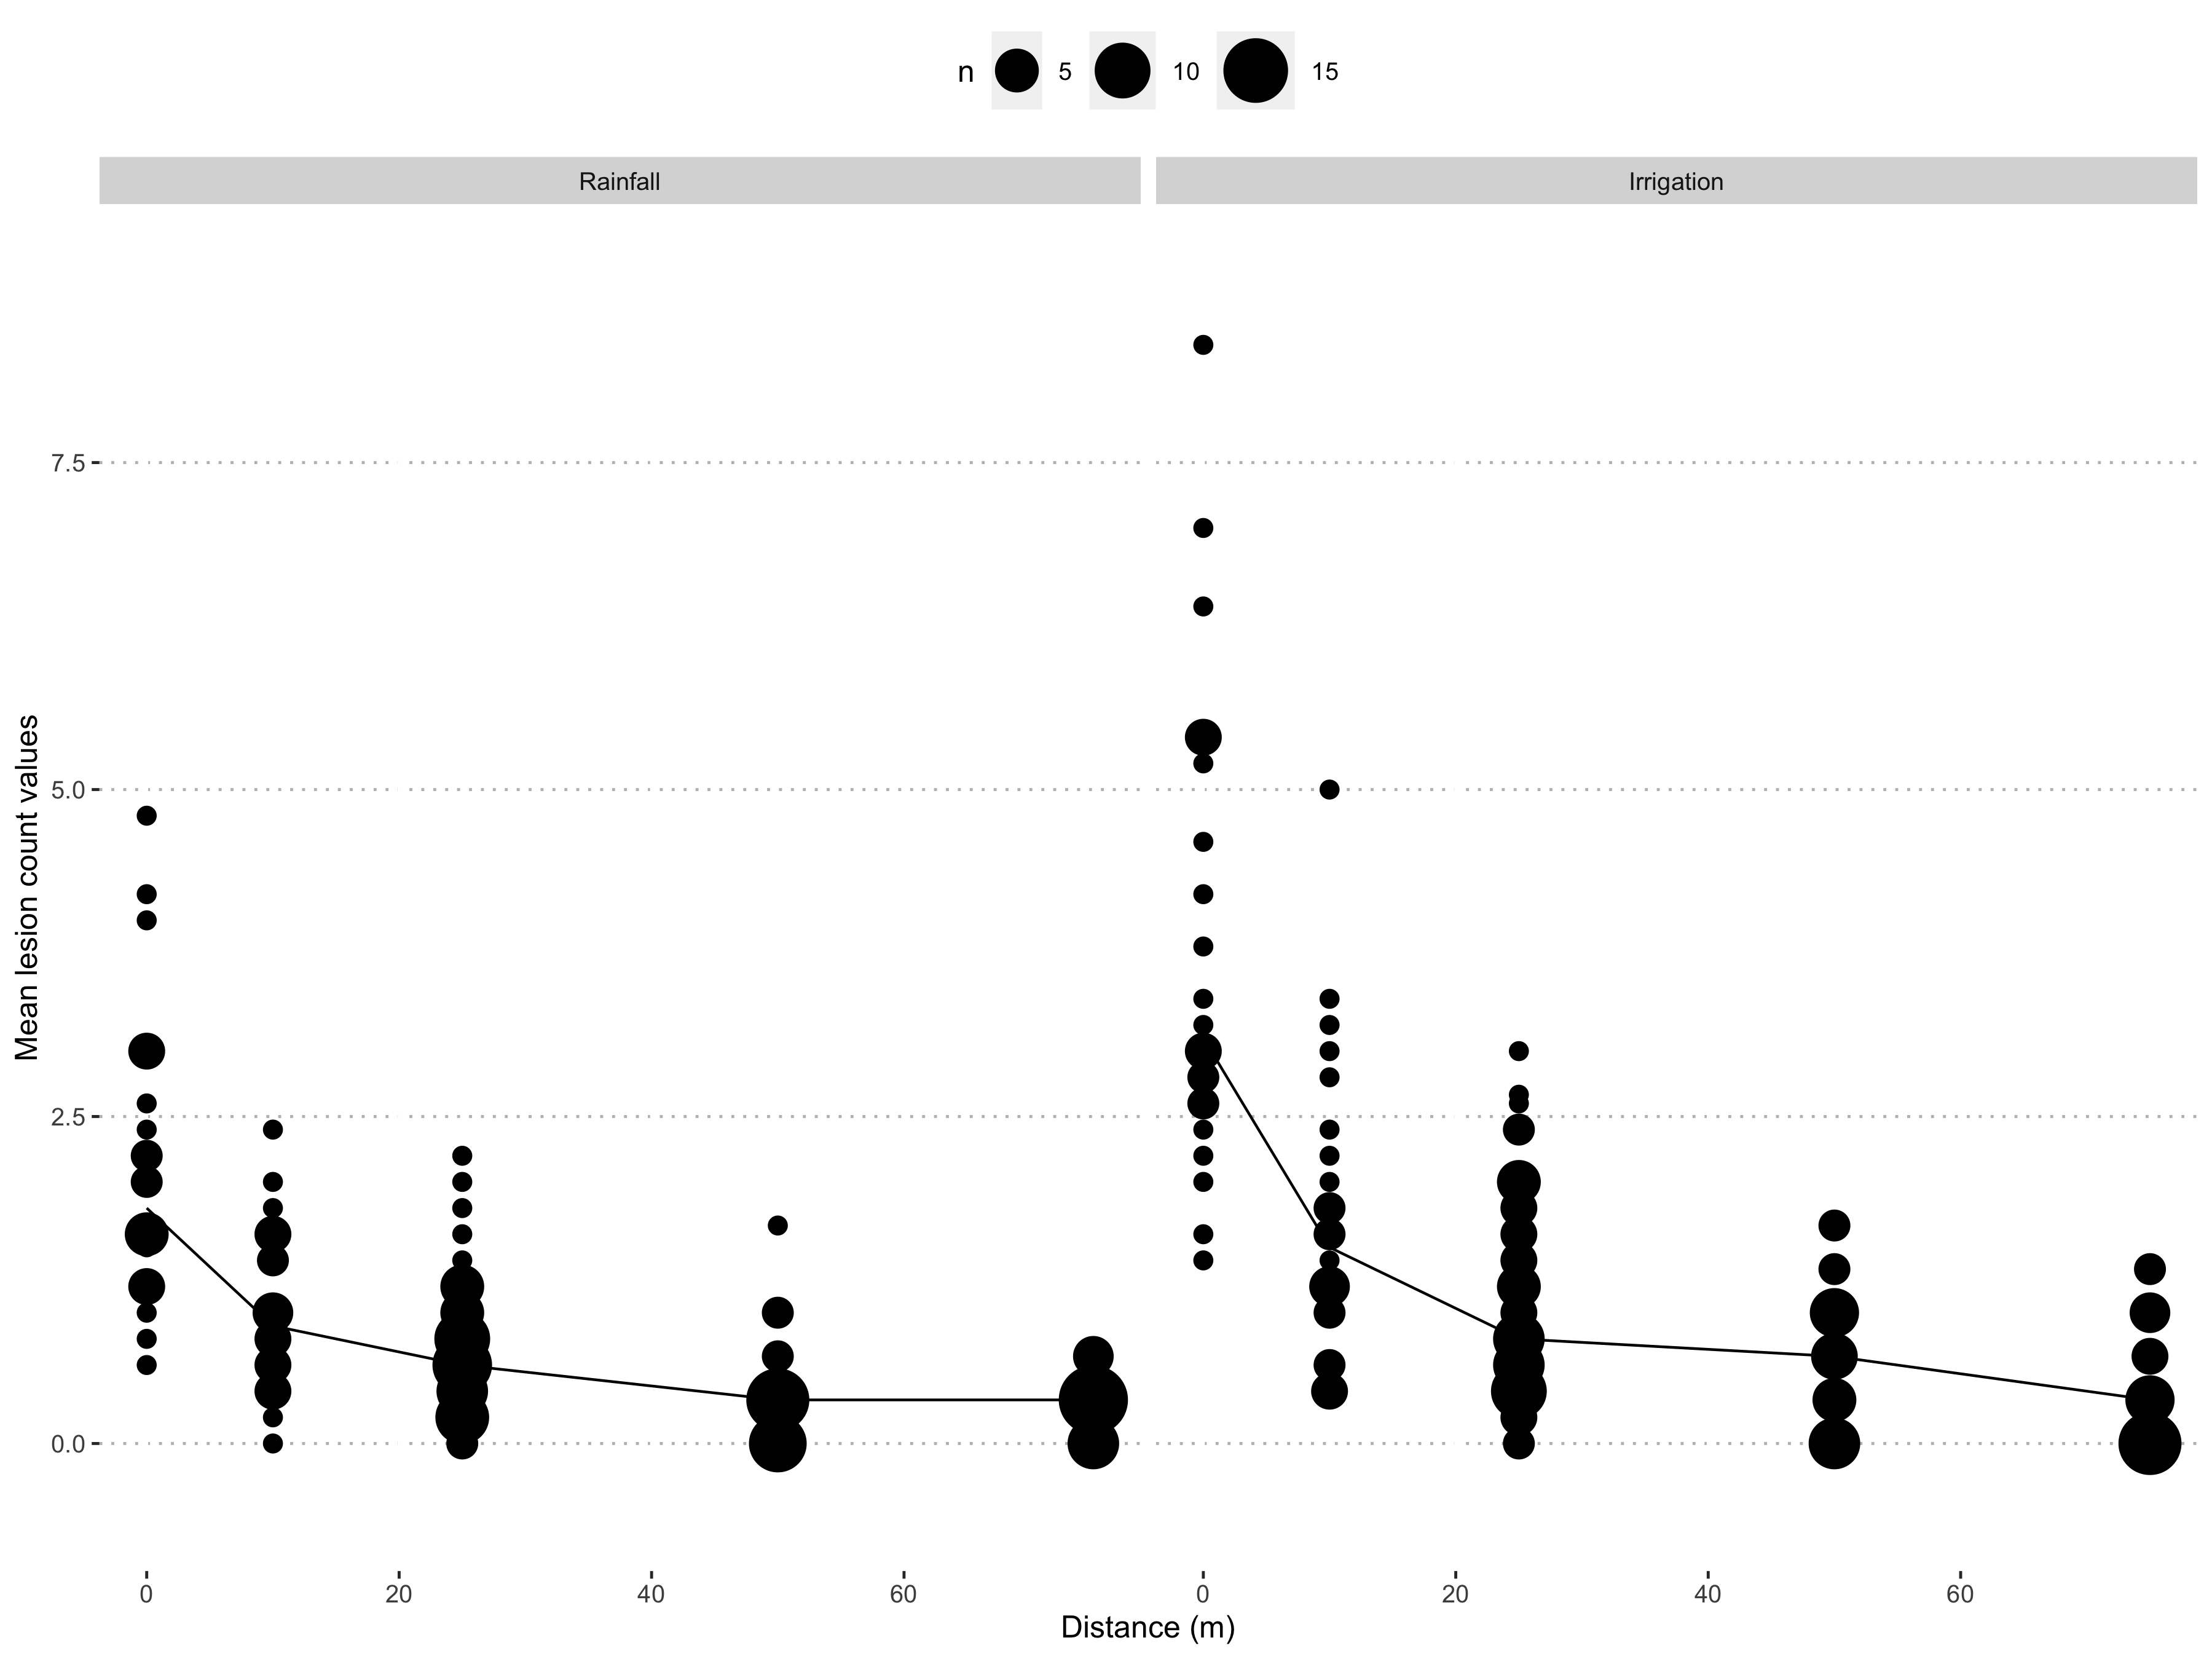 n 5 10 15
Rainfall Irrigation
7.5
5.0
2.5
0.0
Mean lesion count values
0 20 40 60 0 20 40 60
Distance (m)